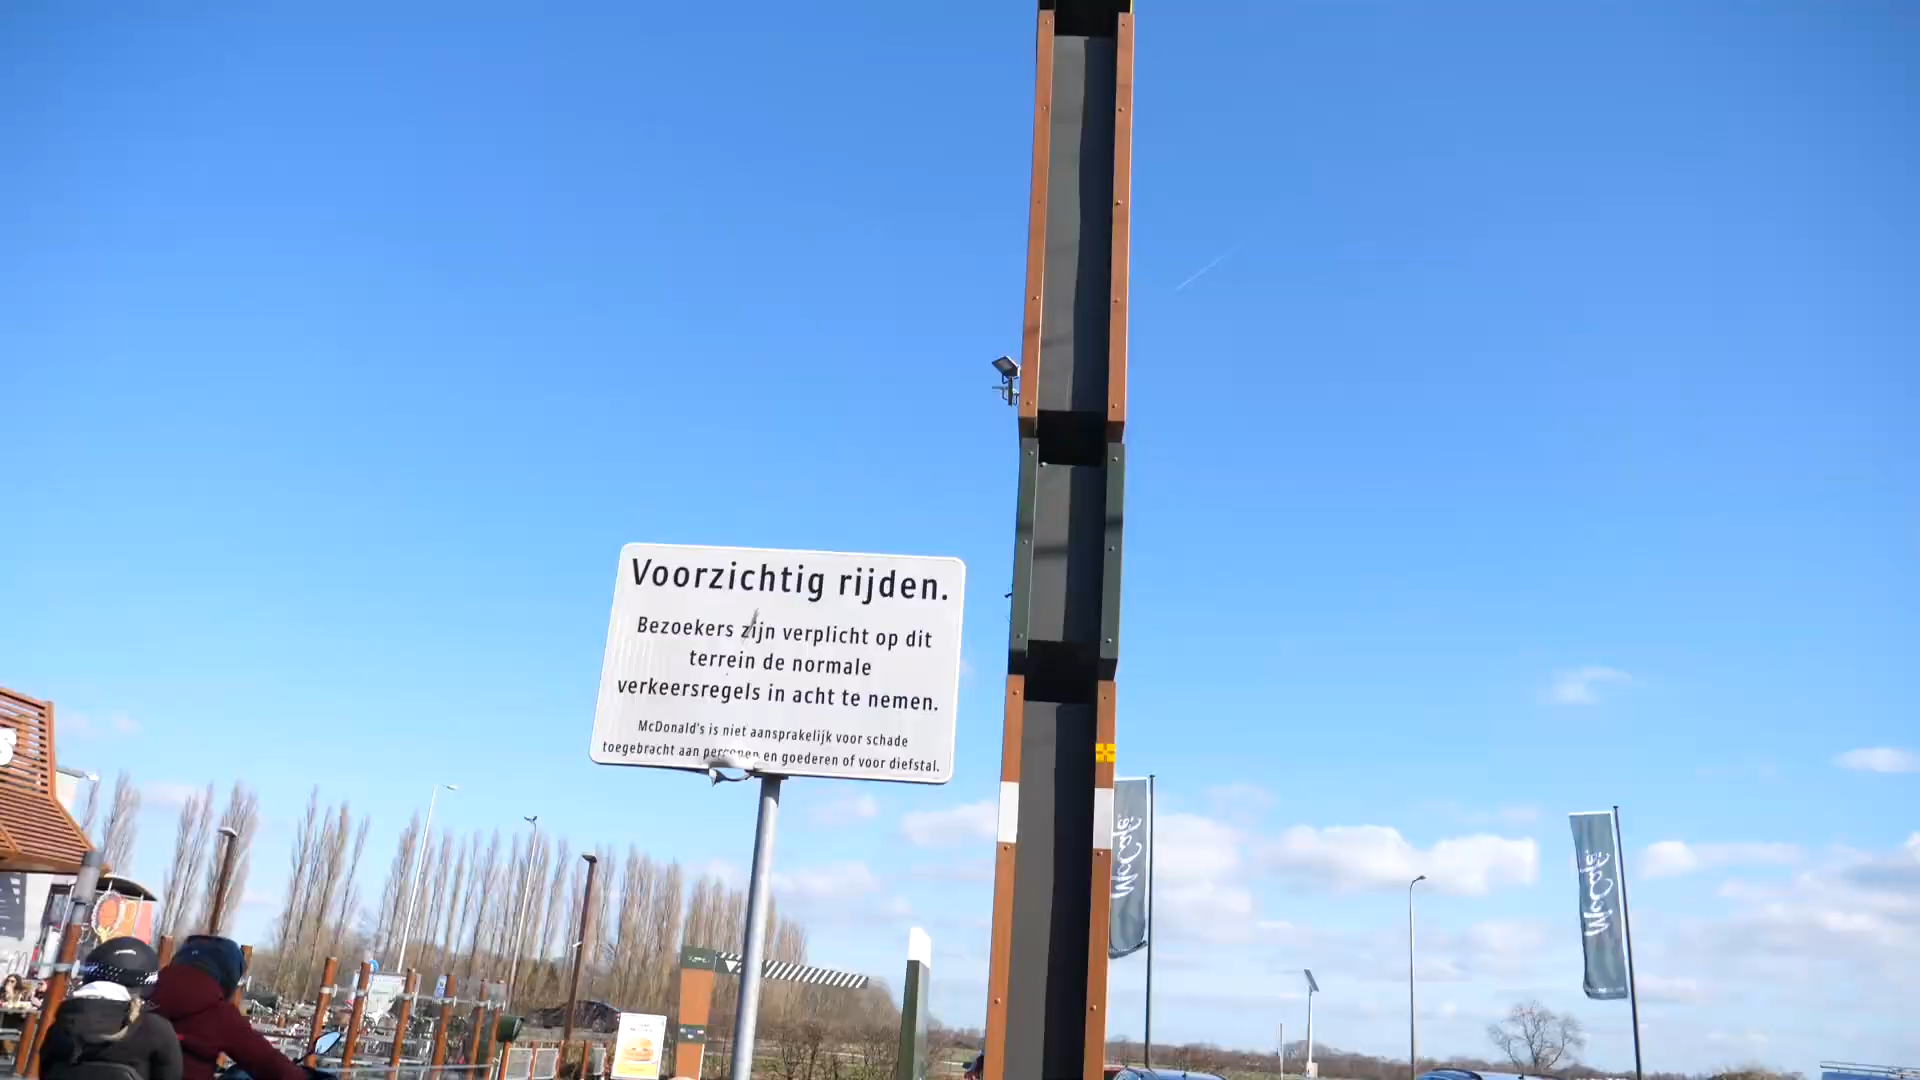 Voorzichtig rijden.
Bezoekers zijn verplicht op dit
terrein de normale
verkeersregels in acht te nemen.
McDonald's is niet aansprakelijk voor schade
toegebracht aan personen en goederen of voor diefstal.
McCafé
McCafé